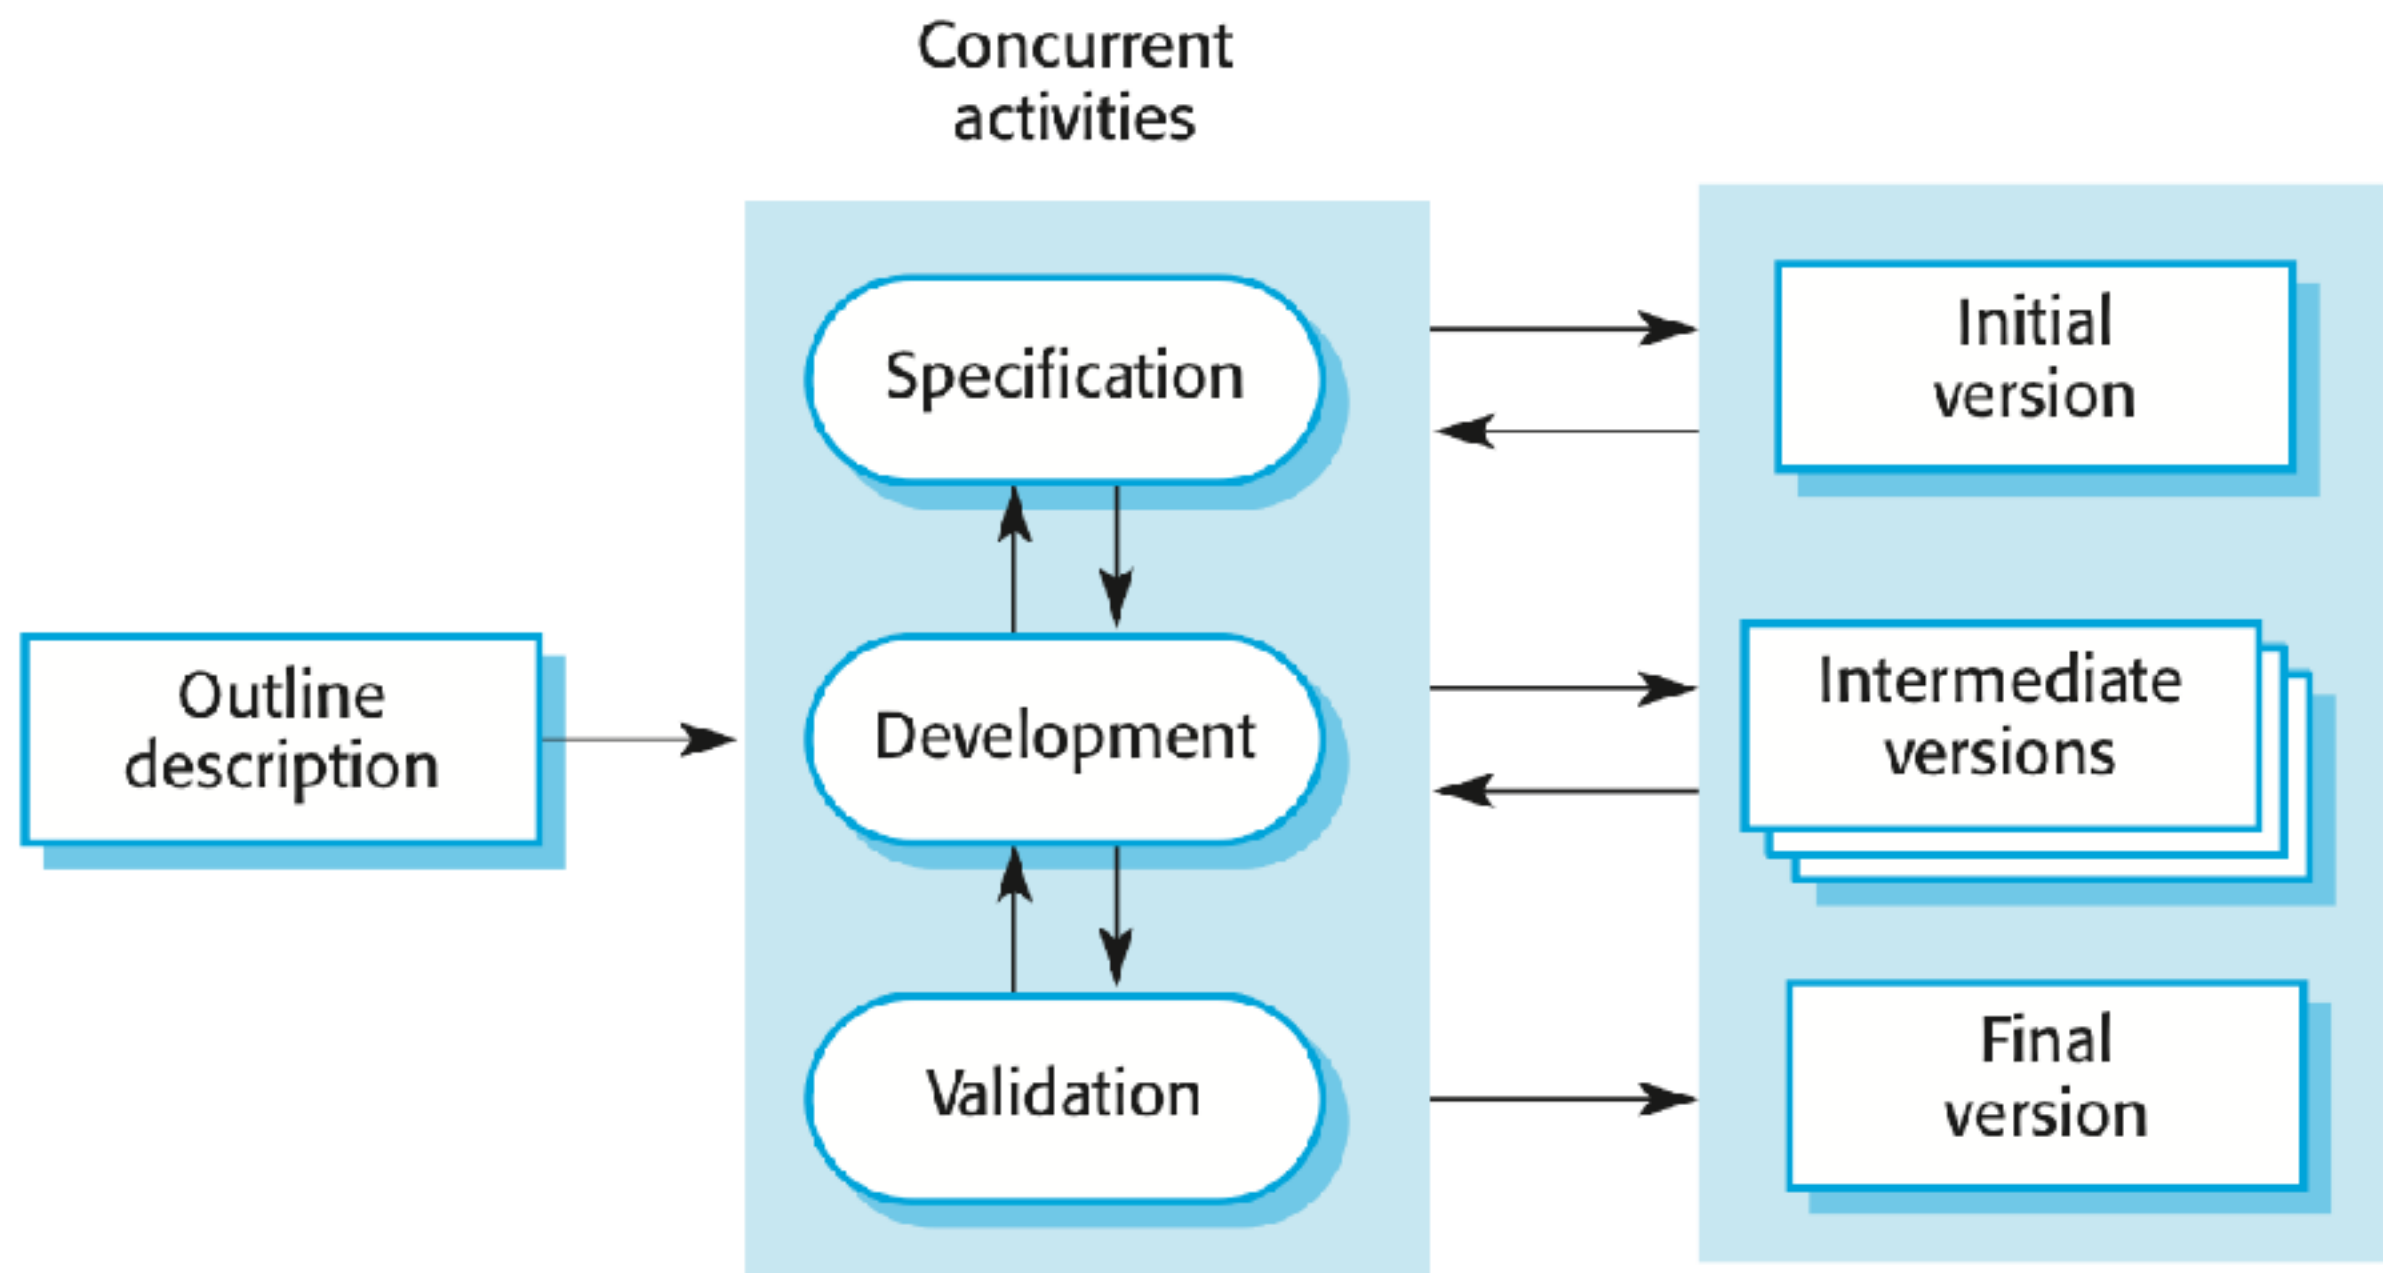 Concurrent
activities
Specification
Initial
version
Outline
description
Development
Intermediate
versions
Validation
Final
version